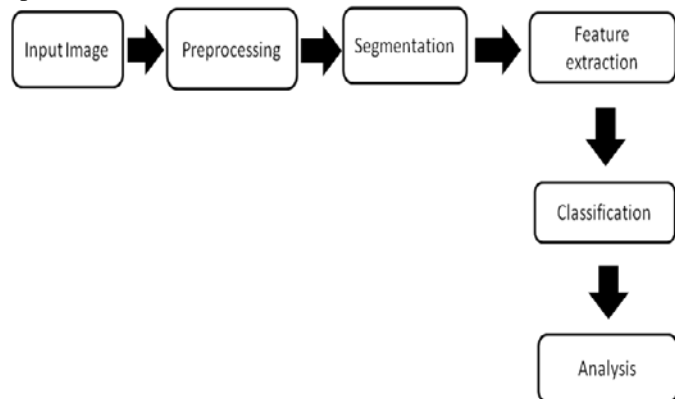 Input Image
Preprocessing
Segmentation
Feature
extraction
Classification
Analysis